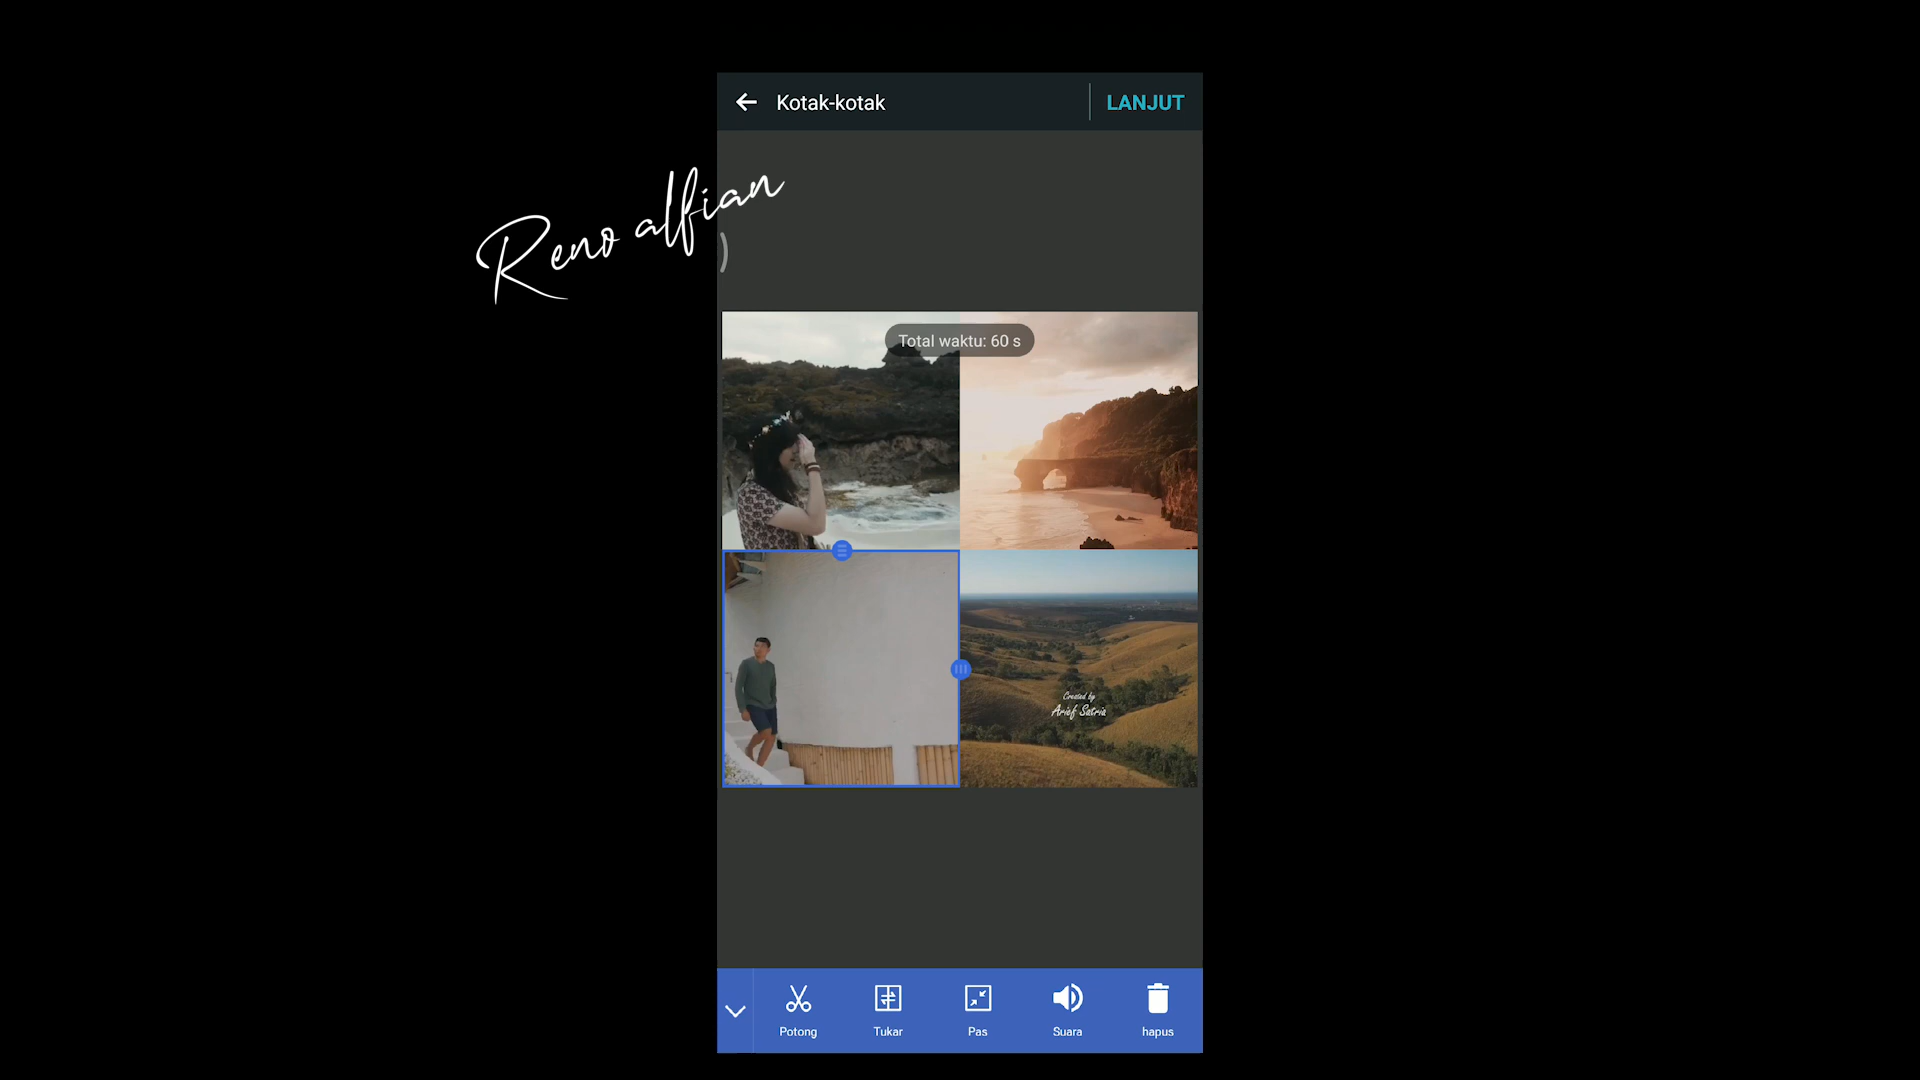 Kotak-kotak
LANJUT
Reno alfian
Total waktu: 60 s
Created by
Arief Satria
Potong
Tukar
Pas
Suara
hapus